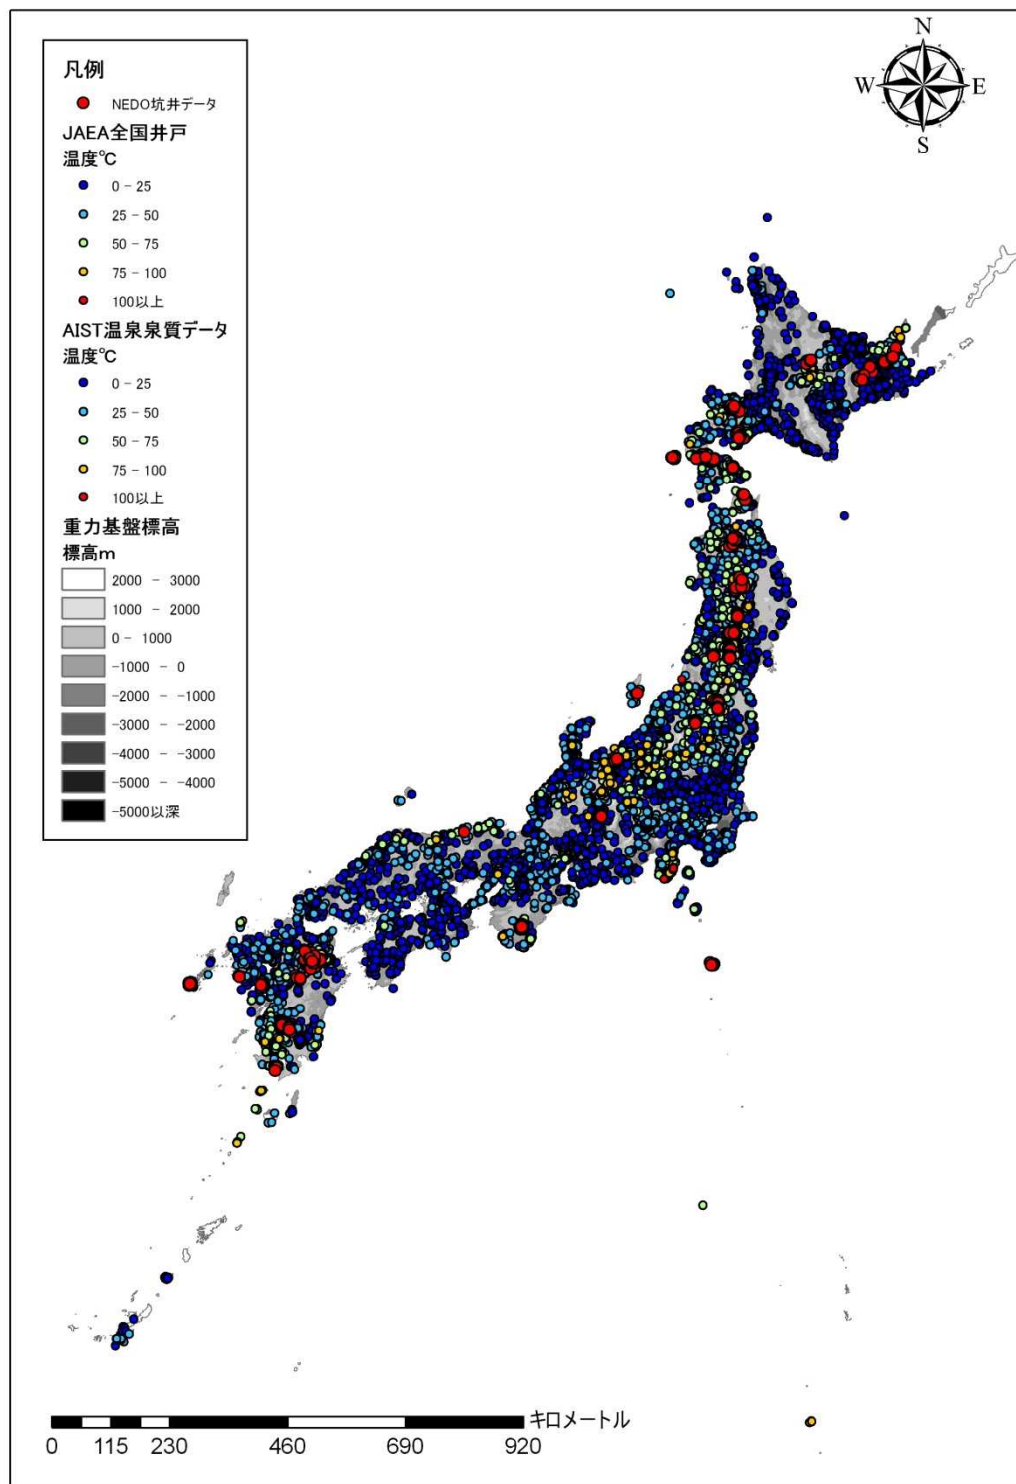 N
W
E
S
凡例
NEDO坑井データ
JAEA全国井戸
温度℃
0 - 25
25 - 50
50 - 75
75 - 100
100以上
AIST温泉泉質データ
温度℃
0 - 25
25 - 50
50 - 75
75 - 100
100以上
重力基盤標高
標高m
2000 - 3000
1000 - 2000
0 - 1000
-1000 - 0
-2000 - -1000
-3000 - -2000
-4000 - -3000
-5000 - -4000
-5000以深
キロメートル
0 115 230 460 690 920